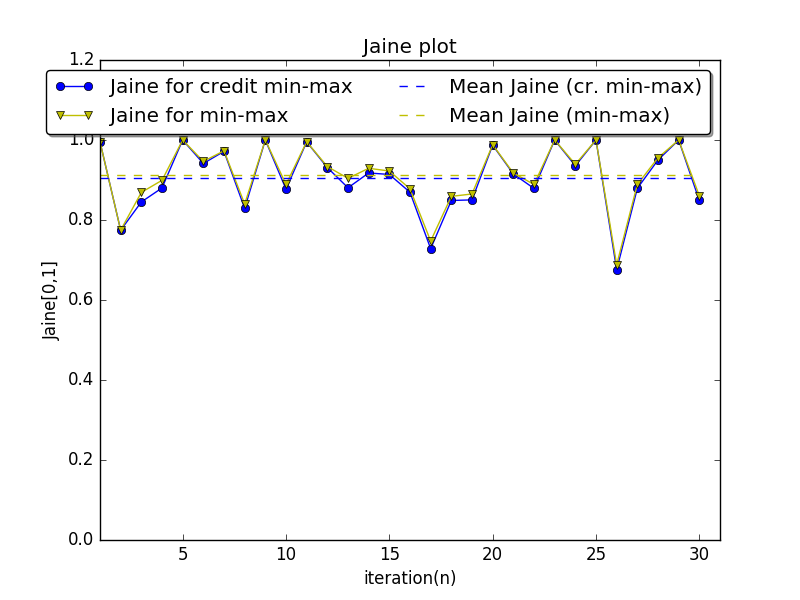 Jaine plot
1.2
Jaine for credit min-max
Mean Jaine (cr. min-max)
Jaine for min-max
Mean Jaine (min-max)
1.0
0.8
0.6
0.4
0.2
0.0
Jaine[0,1]
5 10 15 20 25 30
iteration(n)